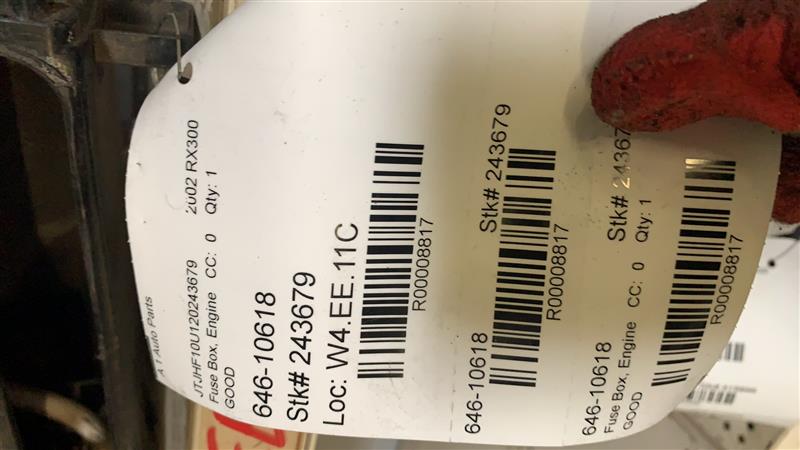 A 1 Auto Parts
JTJHF10U120243679 2002 RX300
Fuse Box, Engine CC: 0 Qty: 1
GOOD
646-10618
Stk# 243679
Loc: W4.EE.11C
R00008817
646-10618 Stk# 243679
R00008817
646-10618 Stk# 24367
Fuse Box, Engine CC: 0 Qty: 1
GOOD
R00008817